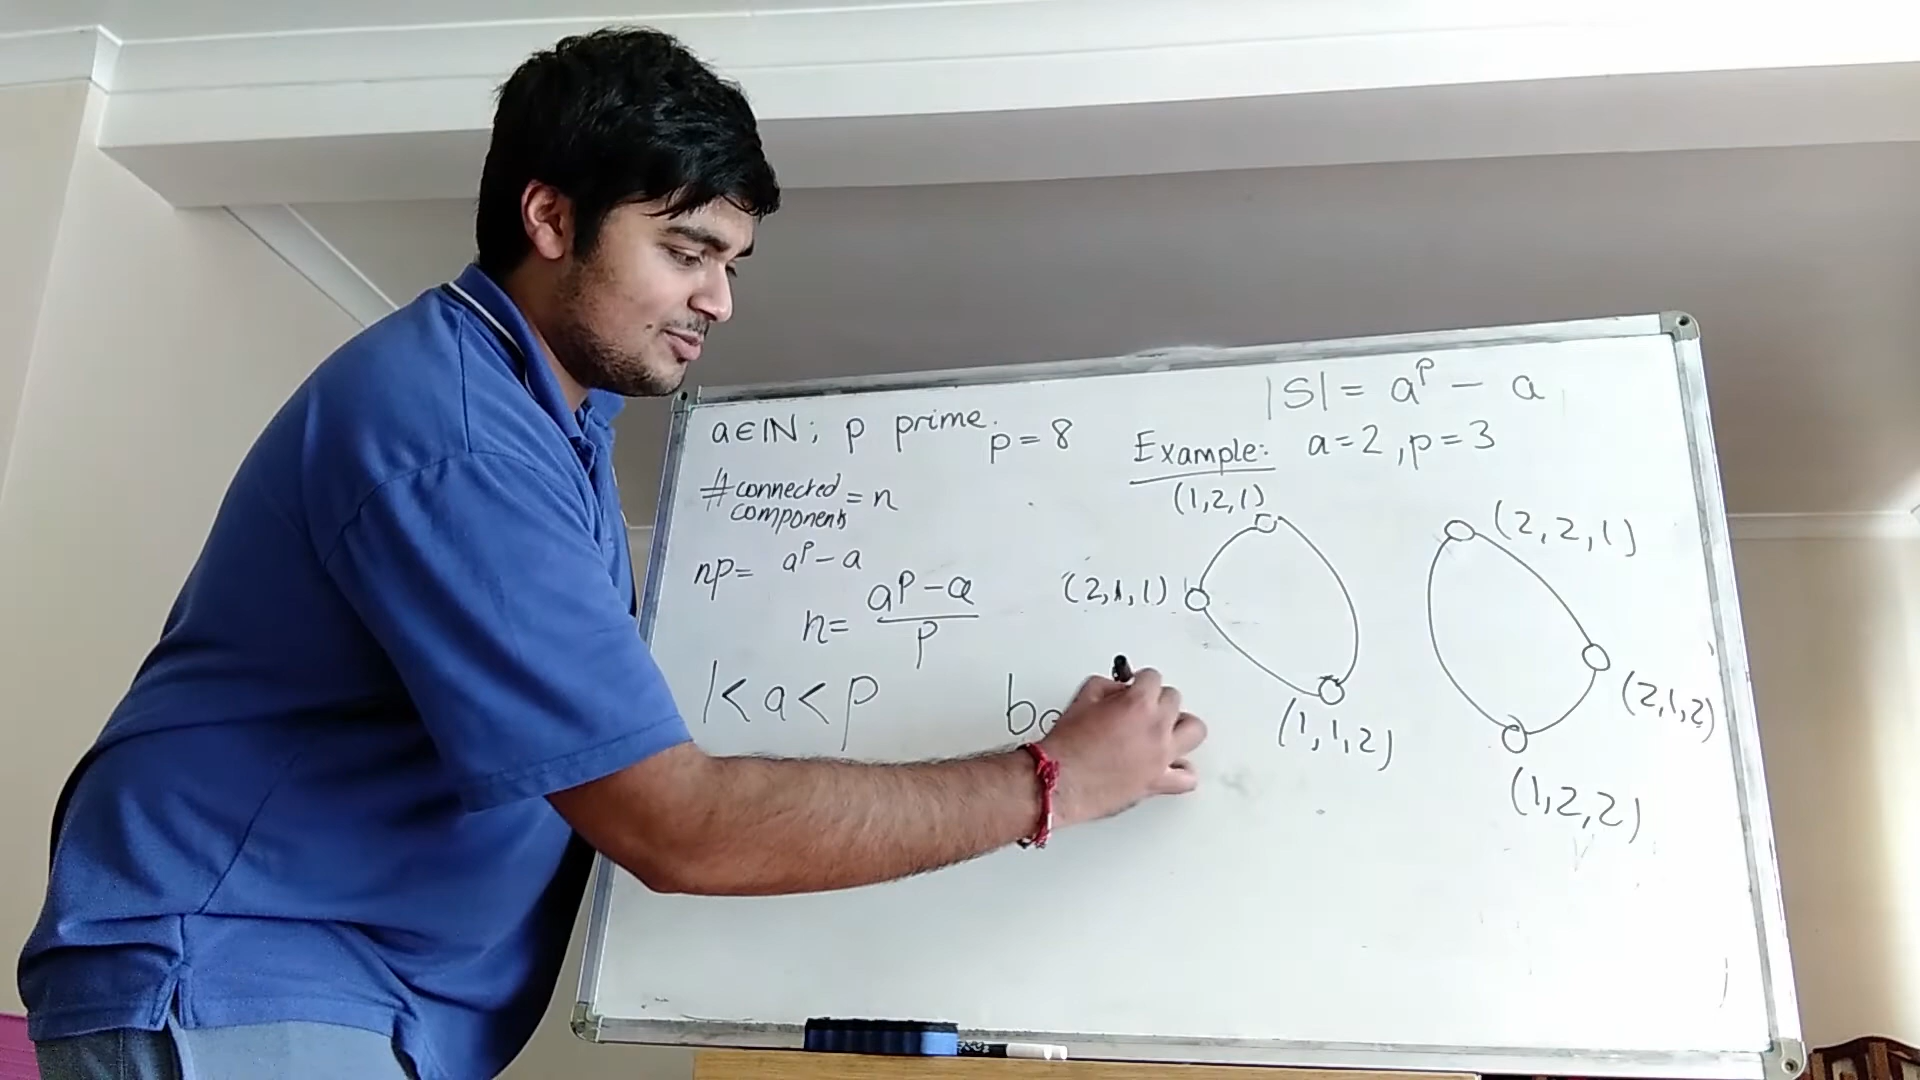 a∈ℕ; p prime.
p=8
#connected components = n
np= a^p - a
n= (a^p - a)/p
1<a<p
ba
|S| = a^p - a
Example: a=2, p=3
(1,2,1)
(2,1,1)
(1,1,2)
(2,2,1)
(2,1,2)
(1,2,2)